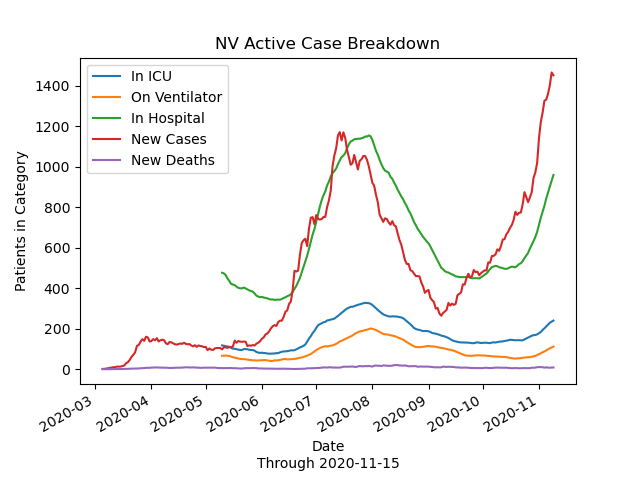 NV Active Case Breakdown
In ICU
On Ventilator
In Hospital
New Cases
New Deaths
Patients in Category
1400
1200
1000
800
600
400
200
0
2020-03
2020-04
2020-05
2020-06
2020-07
2020-08
2020-09
2020-10
2020-11
Date
Through 2020-11-15